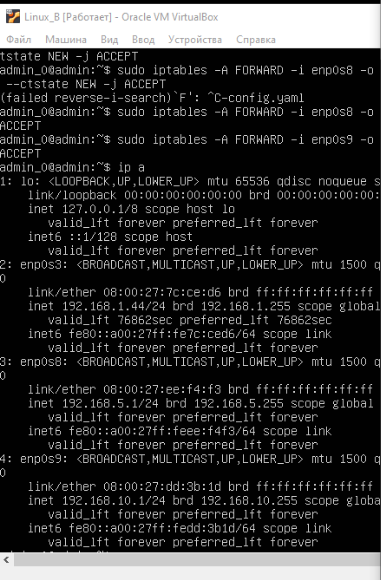 Linux_B [Работает] - Oracle VM VirtualBox
Файл Машина Вид Ввод Устройства Справка
tstate NEW -j ACCEPT
admin_0@admin:~$ sudo iptables -A FORWARD -i enp0s8 -o
 --ctstate NEW -j ACCEPT
(failed reverse-i-search)`F': ^C-config.yaml
admin_0@admin:~$ sudo iptables -A FORWARD -i enp0s8 -o
ACCEPT
admin_0@admin:~$ sudo iptables -A FORWARD -i enp0s9 -o
ACCEPT
admin_0@admin:~$ ip a
1: lo: <LOOPBACK,UP,LOWER_UP> mtu 65536 qdisc noqueue s
    link/loopback 00:00:00:00:00:00 brd 00:00:00:00:00:
    inet 127.0.0.1/8 scope host lo
       valid_lft forever preferred_lft forever
    inet6 ::1/128 scope host
       valid_lft forever preferred_lft forever
2: enp0s3: <BROADCAST,MULTICAST,UP,LOWER_UP> mtu 1500 q
0
    link/ether 08:00:27:7c:ce:d6 brd ff:ff:ff:ff:ff:ff
    inet 192.168.1.44/24 brd 192.168.1.255 scope global
       valid_lft 76862sec preferred_lft 76862sec
    inet6 fe80::a00:27ff:fe7c:ced6/64 scope link
       valid_lft forever preferred_lft forever
3: enp0s8: <BROADCAST,MULTICAST,UP,LOWER_UP> mtu 1500 q
0
    link/ether 08:00:27:ee:f4:f3 brd ff:ff:ff:ff:ff:ff
    inet 192.168.5.1/24 brd 192.168.5.255 scope global
       valid_lft forever preferred_lft forever
    inet6 fe80::a00:27ff:feee:f4f3/64 scope link
       valid_lft forever preferred_lft forever
4: enp0s9: <BROADCAST,MULTICAST,UP,LOWER_UP> mtu 1500 q
0
    link/ether 08:00:27:dd:3b:1d brd ff:ff:ff:ff:ff:ff
    inet 192.168.10.1/24 brd 192.168.10.255 scope globa
       valid_lft forever preferred_lft forever
    inet6 fe80::a00:27ff:fedd:3b1d/64 scope link
       valid_lft forever preferred_lft forever